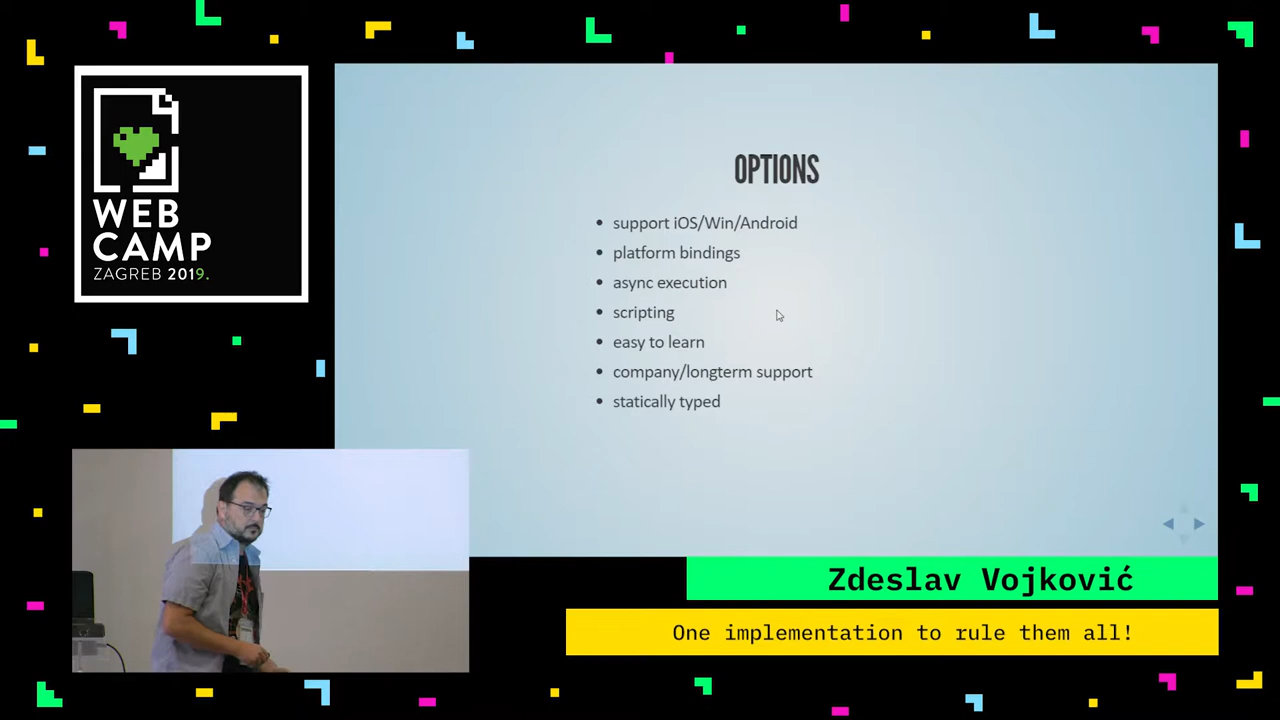 WEB
CAMP
ZAGREB 2019.
OPTIONS
support iOS/Win/Android
platform bindings
async execution
scripting
easy to learn
company/longterm support
statically typed
Zdeslav Vojković
One implementation to rule them all!